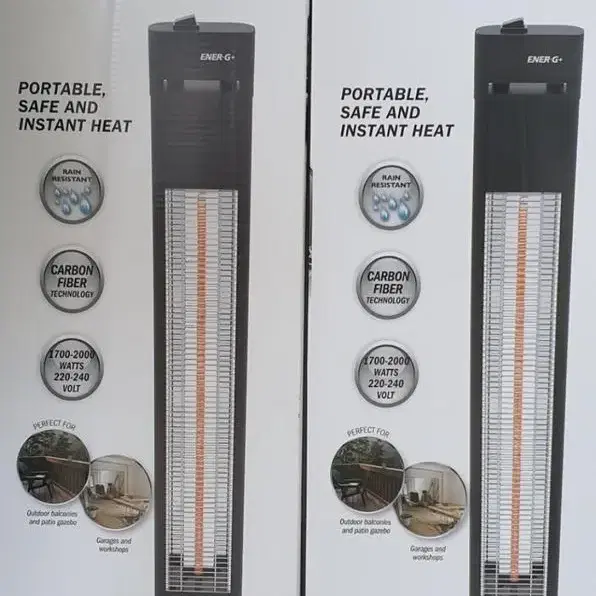 ENER-G+
PORTABLE,
SAFE AND
INSTANT HEAT
RAIN
RESISTANT
CARBON
FIBER
TECHNOLOGY
1700-2000
WATTS
220-240
VOLT
PERFECT FOR
Outdoor balconies
and patio gazebo
Garages and
workshops
ENER-G+
PORTABLE,
SAFE AND
INSTANT HEAT
RAIN
RESISTANT
CARBON
FIBER
TECHNOLOGY
1700-2000
WATTS
220-240
VOLT
PERFECT FOR
Outdoor balconies
and patio gazebo
Garages and
workshops